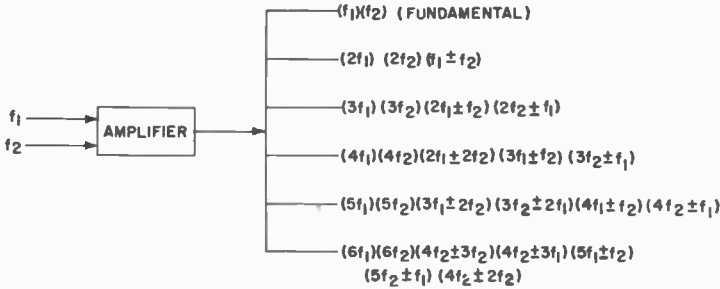 (f₁)(f₂) (FUNDAMENTAL)
(2f₁) (2f₂) (f₁ ± f₂)
(3f₁) (3f₂) (2f₁ ± f₂) (2f₂ ± f₁)
f₁
f₂
AMPLIFIER
(4f₁)(4f₂)(2f₁ ± 2f₂) (3f₁ ± f₂) (3f₂ ± f₁)
(5f₁)(5f₂)(3f₁ ± 2f₂) (3f₂ ± 2f₁)(4f₁ ± f₂) (4f₂ ± f₁)
(6f₁)(6f₂)(4f₂ ± 3f₂)(4f₂ ± 3f₁)(5f₁ ± f₂)
(5f₂ ± f₁) (4f₂ ± 2f₂)